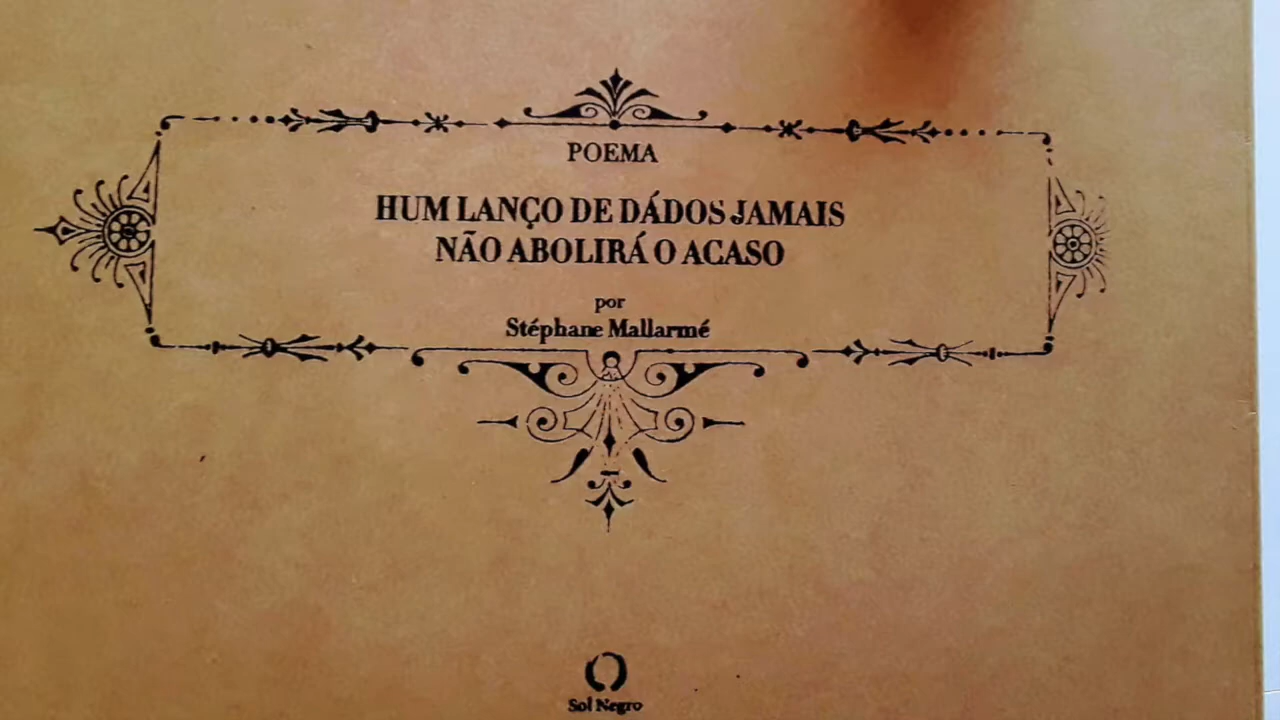 POEMA
HUM LANÇO DE DÁDOS JAMAIS
NÃO ABOLIRÁ O ACASO
por
Stéphane Mallarmé
Sol Negro